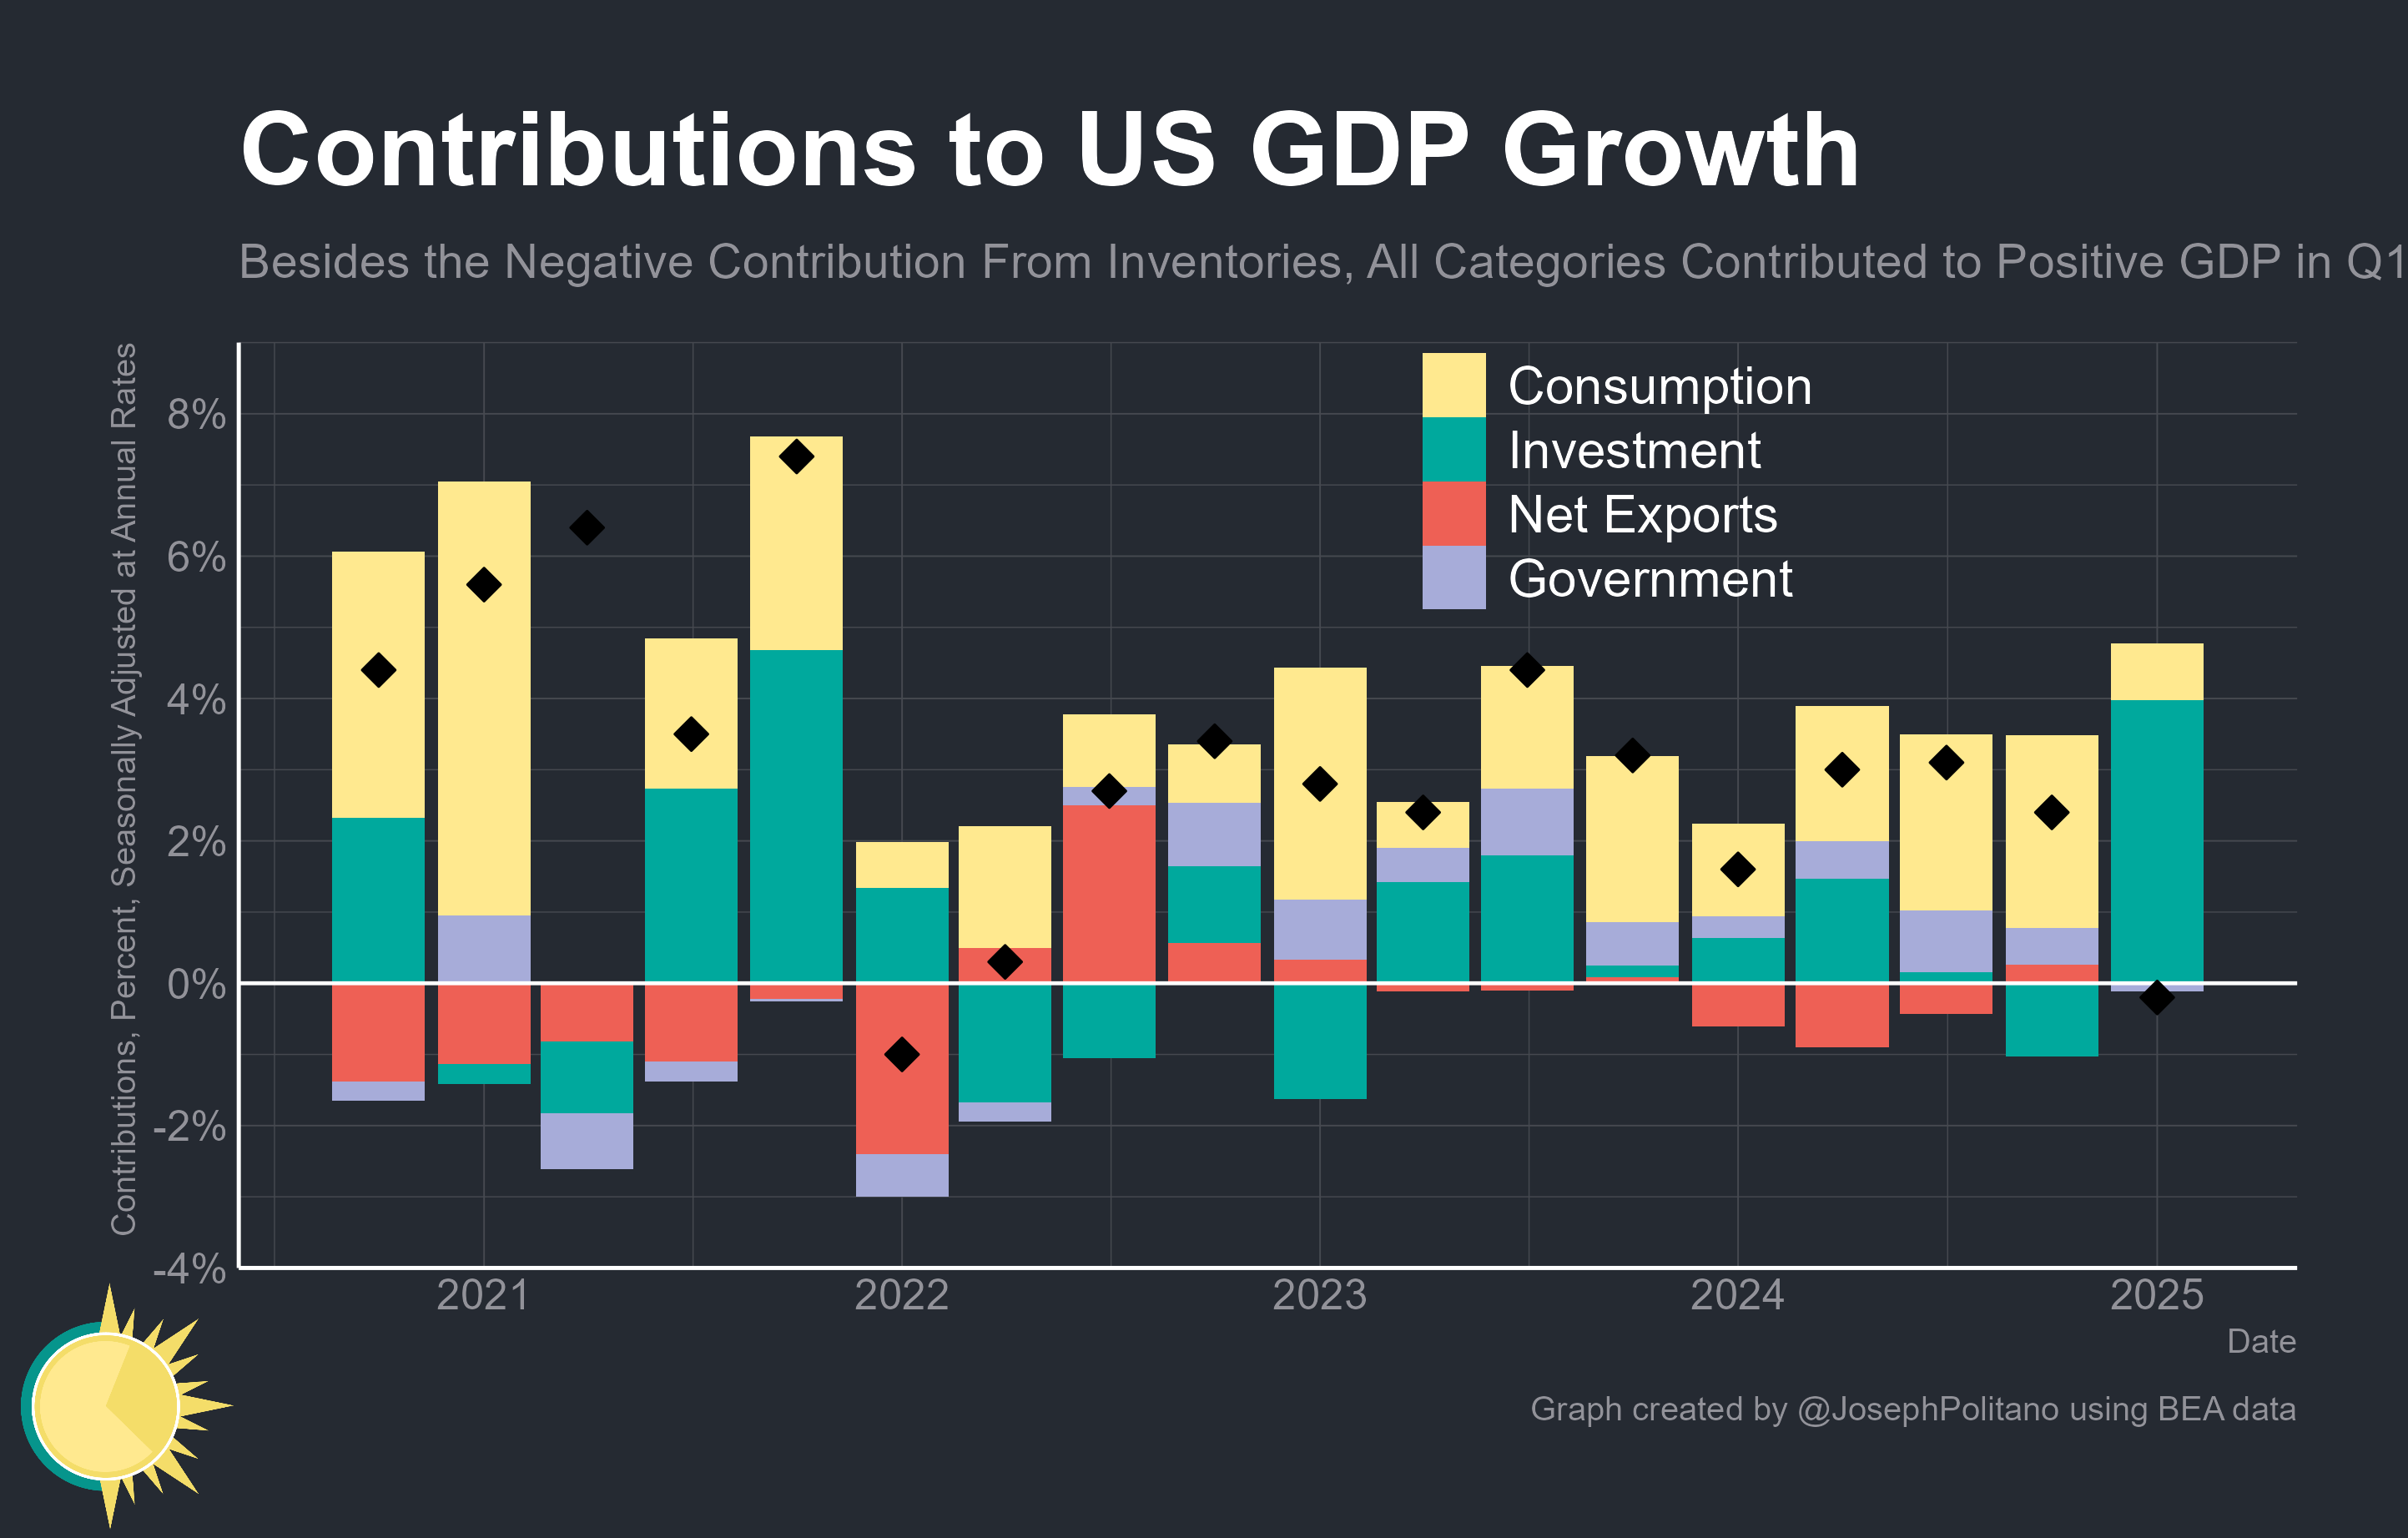 Contributions to US GDP Growth
Besides the Negative Contribution From Inventories, All Categories Contributed to Positive GDP in Q1
Contributions, Percent, Seasonally Adjusted at Annual Rates
8%
6%
4%
2%
0%
-2%
-4%
Consumption
Investment
Net Exports
Government
2021 2022 2023 2024 2025
Date
Graph created by @JosephPolitano using BEA data